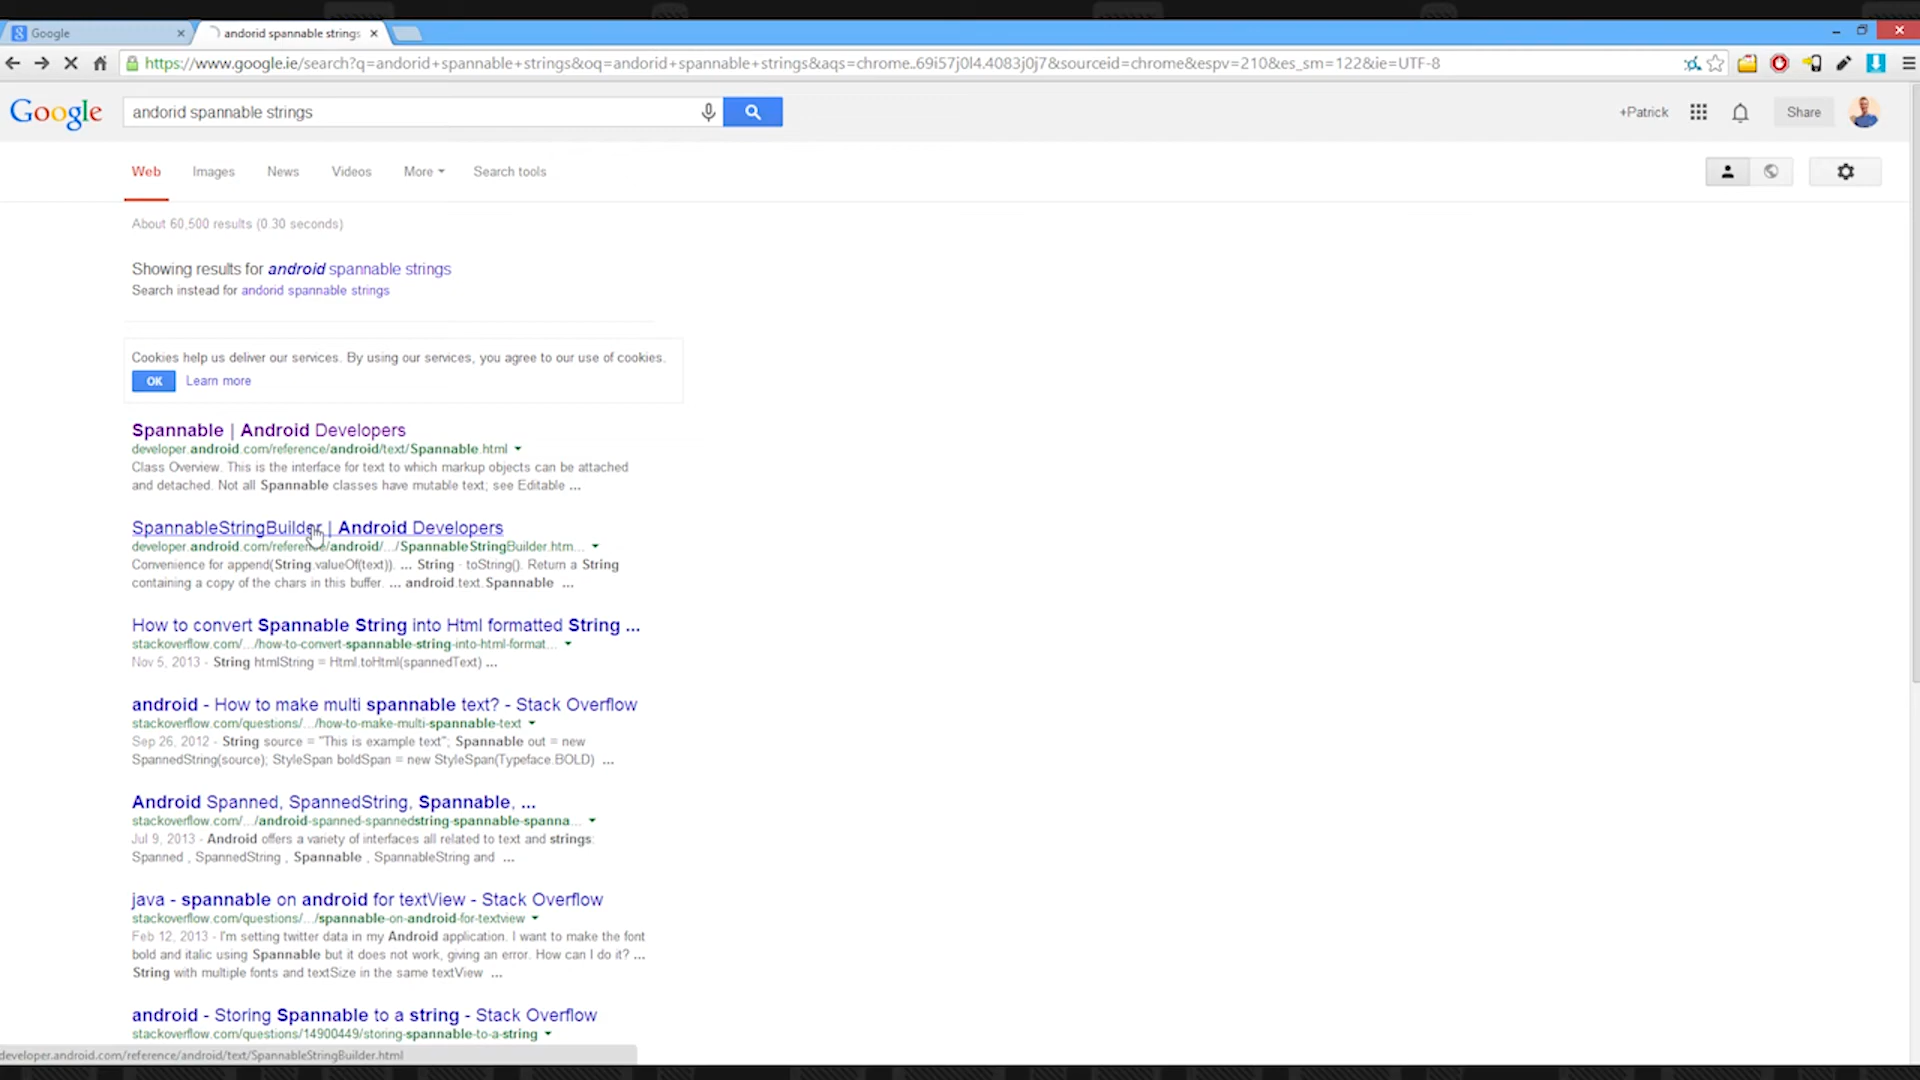 Google
andorid spannable strings
https://www.google.ie/search?q=andorid+spannable+strings&oq=andorid+spannable+strings&aqs=chrome..69i57j0l4.4083j0j7&sourceid=chrome&espv=210&es_sm=122&ie=UTF-8
Google
andorid spannable strings
+Patrick
Share
Web
Images
News
Videos
More
Search tools
About 60,500 results (0.30 seconds)
Showing results for android spannable strings
Search instead for andorid spannable strings
Cookies help us deliver our services. By using our services, you agree to our use of cookies.
OK
Learn more
Spannable | Android Developers
developer.android.com/reference/android/text/Spannable.html
Class Overview. This is the interface for text to which markup objects can be attached
and detached. Not all Spannable classes have mutable text; see Editable ...
SpannableStringBuilder | Android Developers
developer.android.com/reference/android/.../SpannableStringBuilder.htm...
Convenience for append(String.valueOf(text)). ... String · toString(). Return a String
containing a copy of the chars in this buffer. ... android.text.Spannable ...
How to convert Spannable String into Html formatted String ...
stackoverflow.com/.../how-to-convert-spannable-string-into-html-format...
Nov 5, 2013 - String htmlString = Html.toHtml(spannedText) ...
android - How to make multi spannable text? - Stack Overflow
stackoverflow.com/questions/.../how-to-make-multi-spannable-text
Sep 26, 2012 - String source = "This is example text"; Spannable out = new
SpannedString(source); StyleSpan boldSpan = new StyleSpan(Typeface.BOLD) ...
Android Spanned, SpannedString, Spannable, ...
stackoverflow.com/.../android-spanned-spannedstring-spannable-spanna...
Jul 9, 2013 - Android offers a variety of interfaces all related to text and strings:
Spanned , SpannedString , Spannable , SpannableString and ...
java - spannable on android for textView - Stack Overflow
stackoverflow.com/questions/.../spannable-on-android-for-textview
Feb 12, 2013 - I'm setting twitter data in my Android application. I want to make the font
bold and italic using Spannable but it does not work, giving an error. How can I do it? ...
String with multiple fonts and textSize in the same textView ...
android - Storing Spannable to a string - Stack Overflow
stackoverflow.com/questions/14900449/storing-spannable-to-a-string
developer.android.com/reference/android/text/SpannableStringBuilder.html